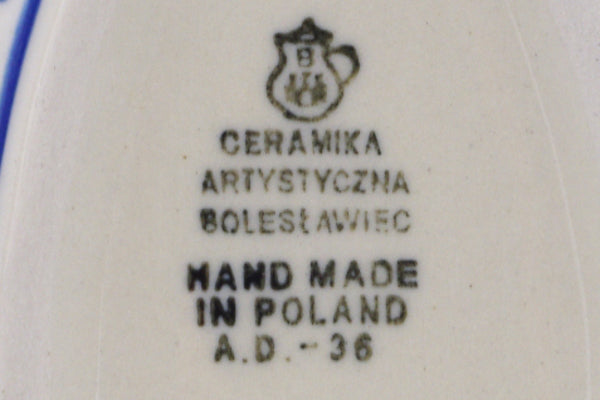 B
CERAMIKA
ARTYSTYCZNA
BOLESŁAWIEC
HAND MADE
IN POLAND
A.D.-36